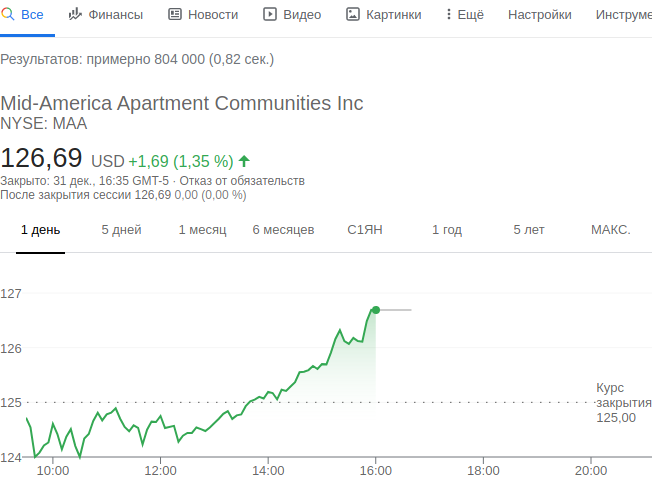 Все Финансы Новости Видео Картинки Ещё Настройки Инструме
Результатов: примерно 804 000 (0,82 сек.)
Mid-America Apartment Communities Inc
NYSE: MAA
126,69 USD +1,69 (1,35 %)
Закрыто: 31 дек., 16:35 GMT-5 · Отказ от обязательств
После закрытия сессии 126,69 0,00 (0,00 %)
1 день 5 дней 1 месяц 6 месяцев С1ЯН 1 год 5 лет МАКС.
127
126
125
124
Курс
закрытия
125,00
10:00 12:00 14:00 16:00 18:00 20:00